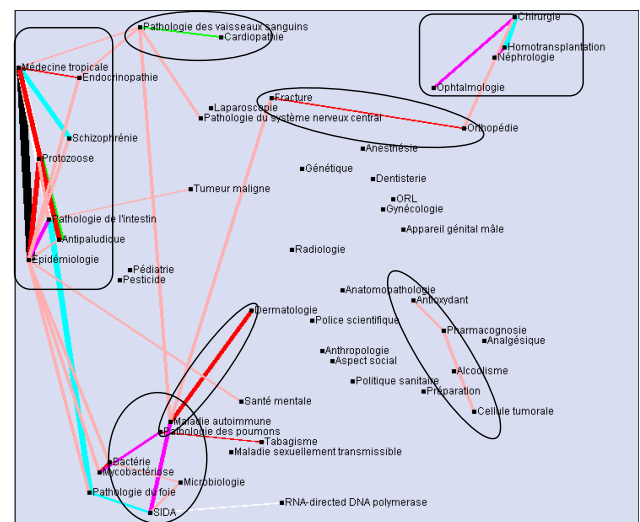 Chirurgie
Pathologie des vaisseaux sanguins
Cardiopathie
Homotransplantation
Néphrologie
Médecine tropicale
Endocrinopathie
Ophtalmologie
Fracture
Laparoscopie
Pathologie du système nerveux central
Orthopédie
Schizophrénie
Anesthésie
Protozoose
Génétique
Dentisterie
Tumeur maligne
ORL
Gynécologie
Pathologie de l'intestin
Appareil génital mâle
Antipaludique
Radiologie
Epidémiologie
Pédiatrie
Pesticide
Anatomopathologie
Antioxydant
Dermatologie
Police scientifique
Pharmacognosie
Analgésique
Anthropologie
Aspect social
Alcoolisme
Politique sanitaire
Préparation
Santé mentale
Cellule tumorale
Maladie autoimmune
Pathologie des poumons
Tabagisme
Maladie sexuellement transmissible
Bactérie
Mycobactériose
Microbiologie
Pathologie du foie
RNA-directed DNA polymerase
SIDA